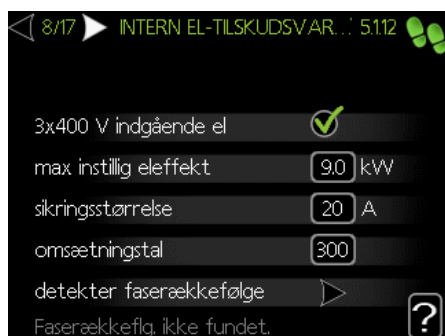 8/17 INTERN EL-TILSKUDSVAR... 5.1.12
3x400 V indgående el
max instillig eleffekt 9.0 kW
sikringsstørrelse 20 A
omsætningstal 300
detekter faserækkefølge
Faserækkeflg. ikke fundet.
?